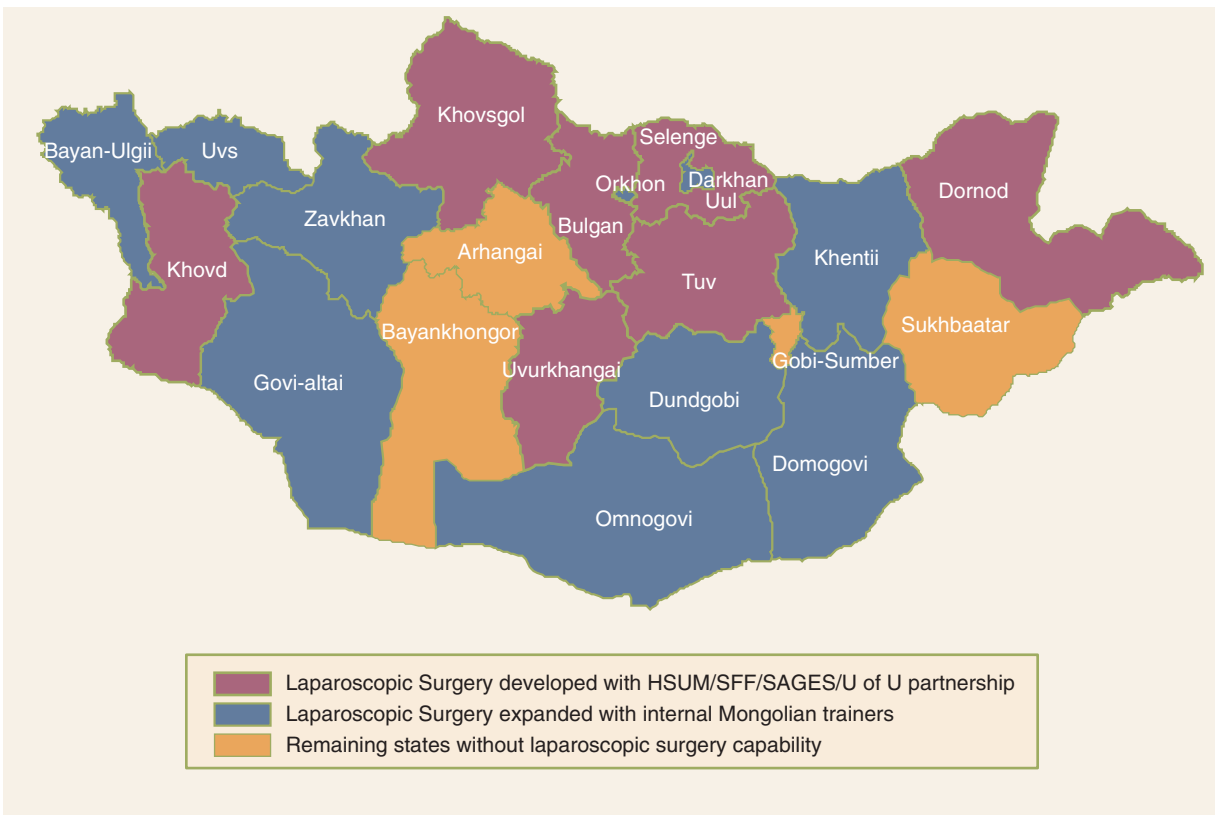 Khovsgol
Selenge
Bayan-Ulgii
Uvs
Orkhon
Darkhan
Uul
Dornod
Zavkhan
Bulgan
Arhangai
Khentii
Khovd
Tuv
Bayankhongor
Sukhbaatar
Uvurkhangai
Gobi-Sumber
Govi-altai
Dundgobi
Domogovi
Omnogovi
Laparoscopic Surgery developed with HSUM/SFF/SAGES/U of U partnership
Laparoscopic Surgery expanded with internal Mongolian trainers
Remaining states without laparoscopic surgery capability